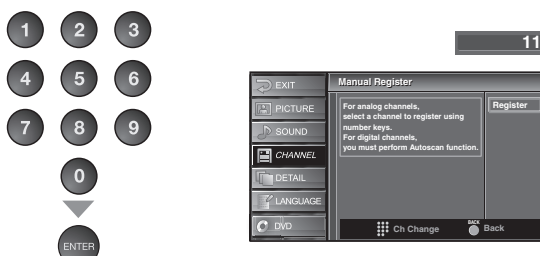 1 2 3
4 5 6
7 8 9
0
ENTER
11
EXIT
PICTURE
SOUND
CHANNEL
DETAIL
LANGUAGE
DVD
Manual Register
For analog channels,
select a channel to register using
number keys.
For digital channels,
you must perform Autoscan function.
Register
Ch Change
BACK
Back